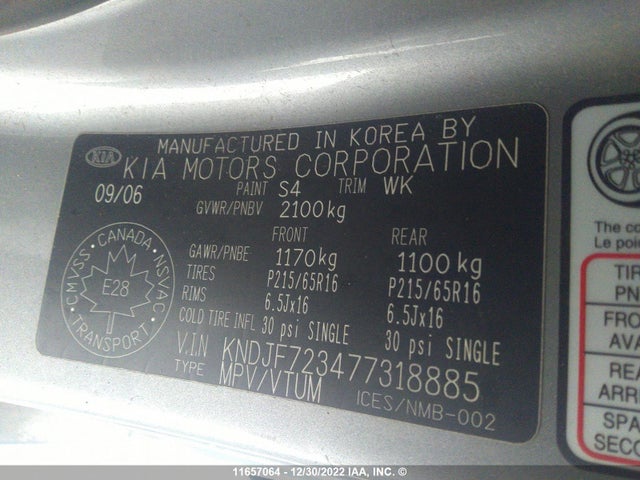 KIA
MANUFACTURED IN KOREA BY
KIA MOTORS CORPORATION
09/06 PAINT S4 TRIM WK
GVWR/PNBV 2100kg
FRONT REAR
GAWR/PNBE 1170kg 1100kg
TIRES P215/65R16 P215/65R16
RIMS 6.5Jx16 6.5Jx16
COLD TIRE INFL 30 psi SINGLE 30 psi SINGLE
V.I.N KNDJF723477318885
TYPE MPV/VTUM
ICES/NMB-002
CANADA
CMVSS NSVAC
E28
TRANSPORT
The co
Le poi
TIR
PN
FRO
AVA
REA
ARR
SPA
SECO
11657064 - 12/30/2022 IAA, INC. ©